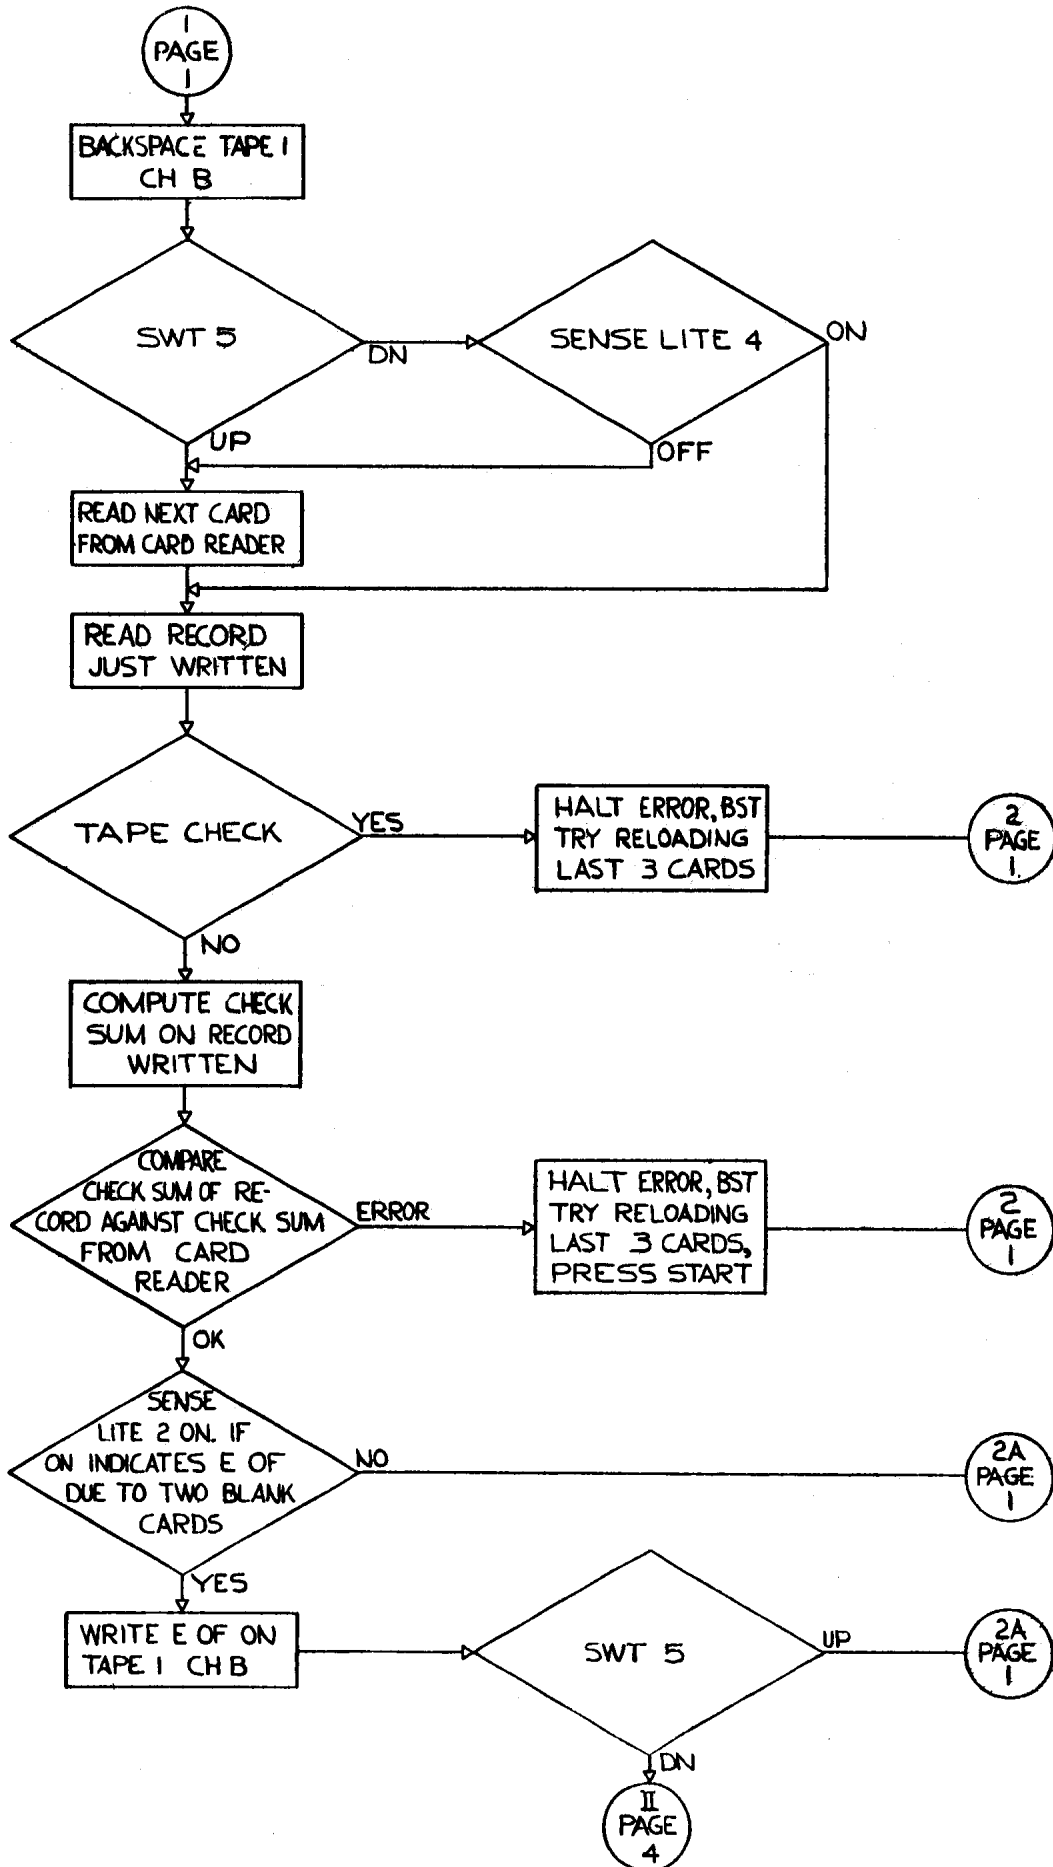 1
PAGE
1
BACKSPACE TAPE 1
CH B
SWT 5
DN
SENSE LITE 4
ON
UP
OFF
READ NEXT CARD
FROM CARD READER
READ RECORD
JUST WRITTEN
TAPE CHECK
YES
HALT ERROR, BST
TRY RELOADING
LAST 3 CARDS
2
PAGE
1.
NO
COMPUTE CHECK
SUM ON RECORD
WRITTEN
COMPARE
CHECK SUM OF RE-
CORD AGAINST CHECK SUM
FROM CARD
READER
ERROR
HALT ERROR, BST
TRY RELOADING
LAST 3 CARDS,
PRESS START
2
PAGE
1
OK
SENSE
LITE 2 ON. IF
ON INDICATES E OF
DUE TO TWO BLANK
CARDS
NO
2A
PAGE
1
YES
WRITE E OF ON
TAPE 1 CH B
SWT 5
UP
2A
PAGE
1
DN
II
PAGE
4